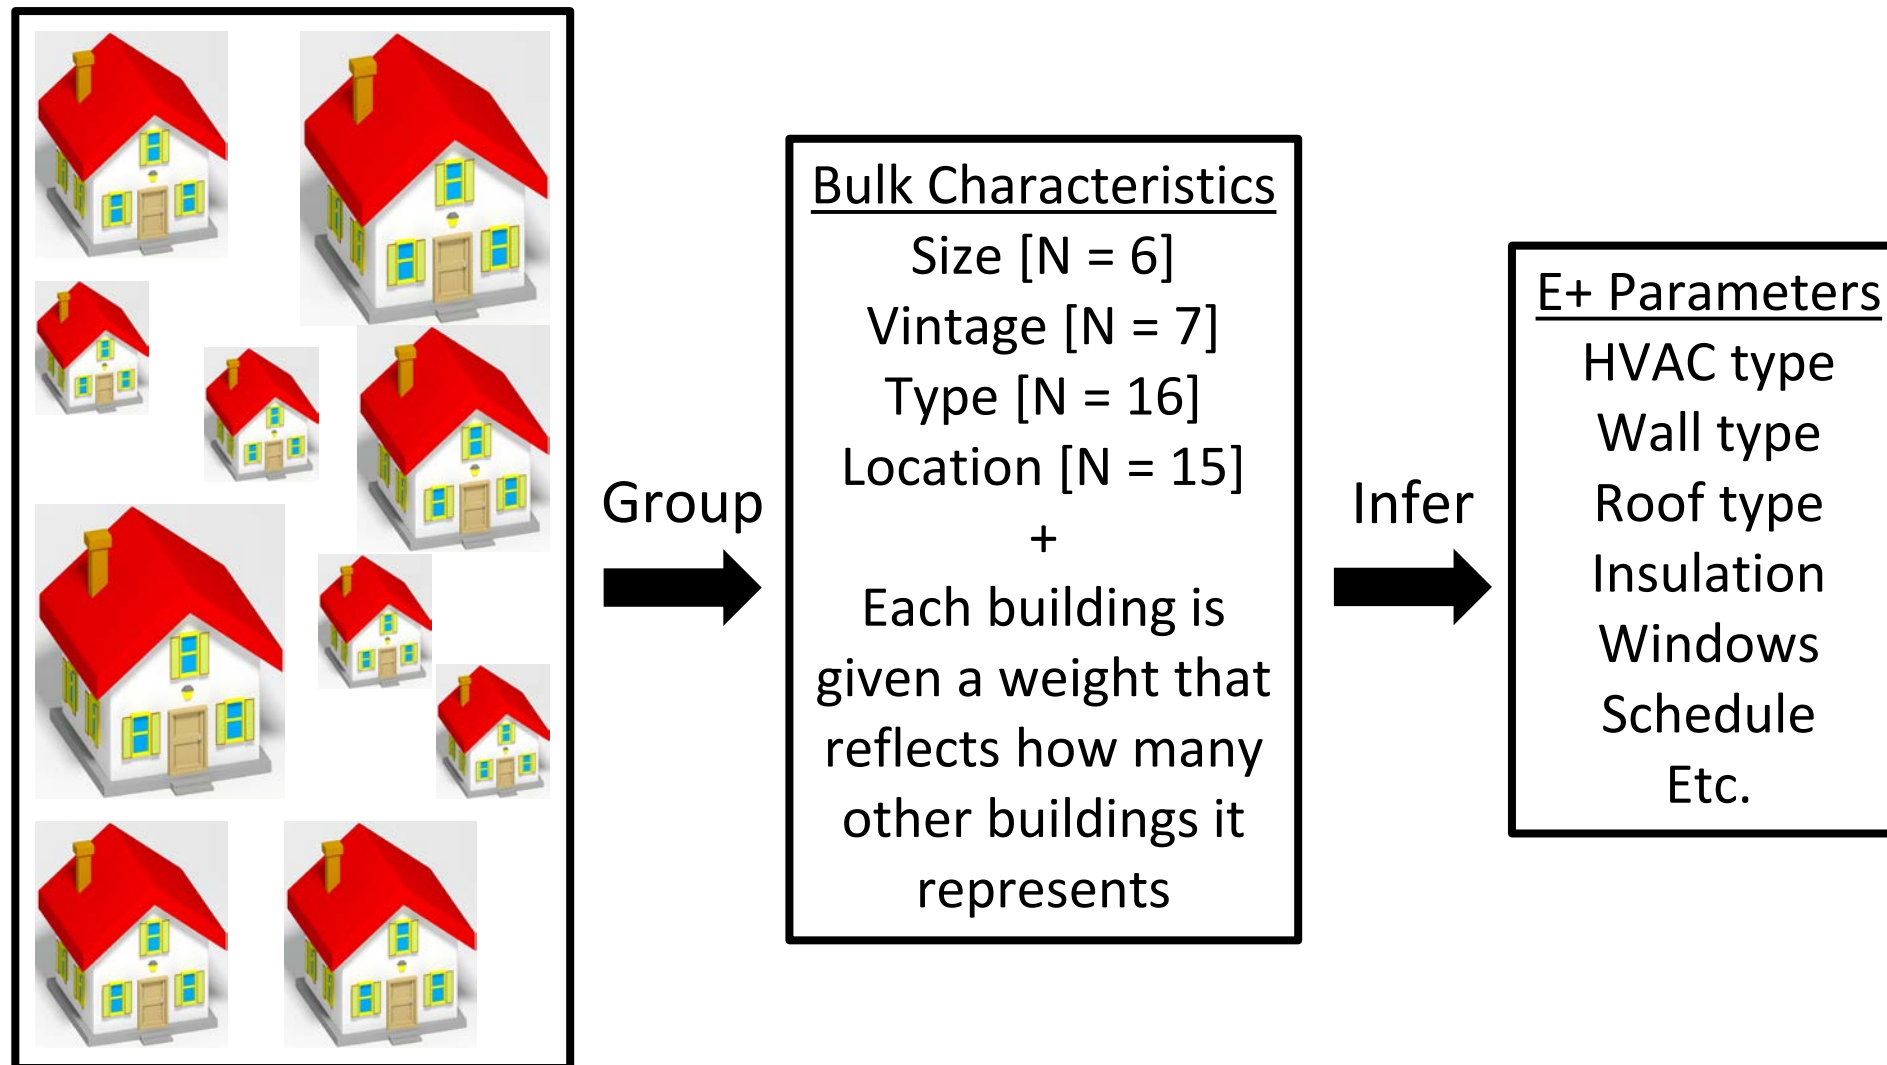 Group
Bulk Characteristics
Size [N = 6]
Vintage [N = 7]
Type [N = 16]
Location [N = 15]
+
Each building is
given a weight that
reflects how many
other buildings it
represents
Infer
E+ Parameters
HVAC type
Wall type
Roof type
Insulation
Windows
Schedule
Etc.